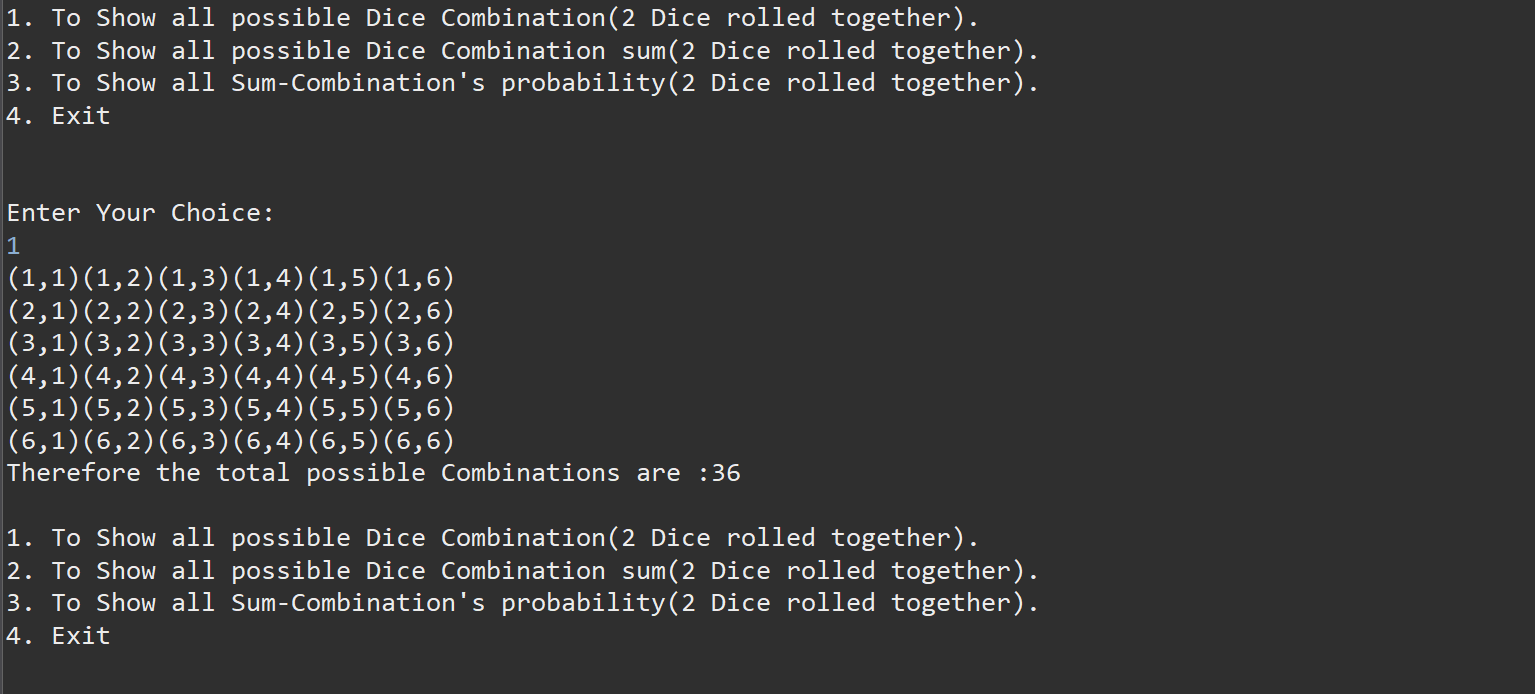 1. To Show all possible Dice Combination(2 Dice rolled together).
2. To Show all possible Dice Combination sum(2 Dice rolled together).
3. To Show all Sum-Combination's probability(2 Dice rolled together).
4. Exit
Enter Your Choice:
1
(1,1)(1,2)(1,3)(1,4)(1,5)(1,6)
(2,1)(2,2)(2,3)(2,4)(2,5)(2,6)
(3,1)(3,2)(3,3)(3,4)(3,5)(3,6)
(4,1)(4,2)(4,3)(4,4)(4,5)(4,6)
(5,1)(5,2)(5,3)(5,4)(5,5)(5,6)
(6,1)(6,2)(6,3)(6,4)(6,5)(6,6)
Therefore the total possible Combinations are :36
1. To Show all possible Dice Combination(2 Dice rolled together).
2. To Show all possible Dice Combination sum(2 Dice rolled together).
3. To Show all Sum-Combination's probability(2 Dice rolled together).
4. Exit